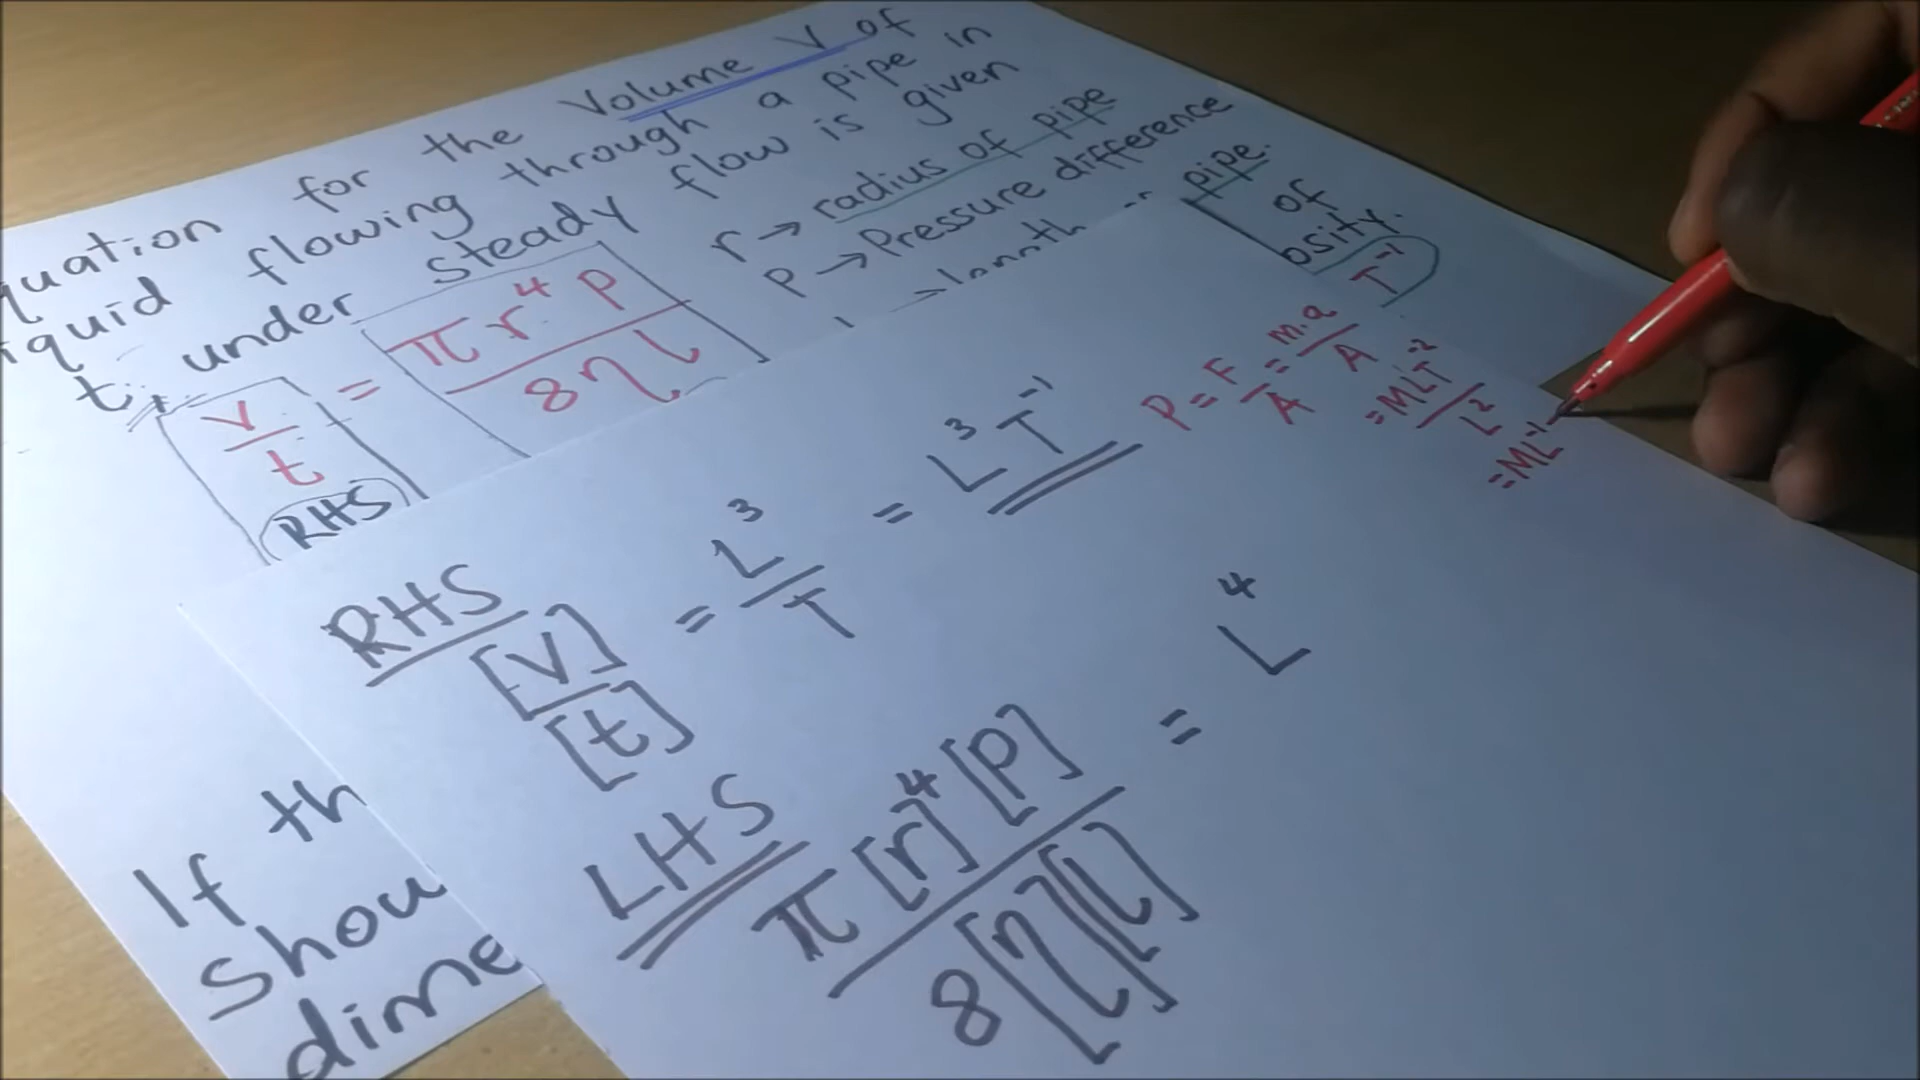 quation for the Volume V of
iquid flowing through a pipe in
t, under steady flow is given
V/t = πr⁴p/8ηl
r → radius of pipe
P → Pressure difference
pipe.
of
osity.
T⁻¹
RHS
RHS
[V]/[t] = L³/T = L³T⁻¹
P = F/A = m.a/A
= MLT⁻²/L²
= ML⁻¹
LHS
π[r]⁴[P]/8[η][l] = L⁴
If th
shou
dime